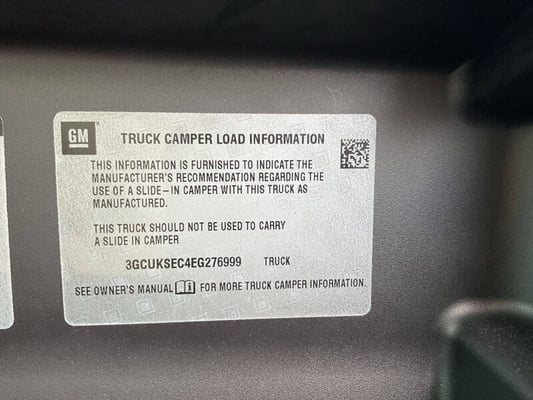 GM TRUCK CAMPER LOAD INFORMATION
THIS INFORMATION IS FURNISHED TO INDICATE THE
MANUFACTURER'S RECOMMENDATION REGARDING THE
USE OF A SLIDE-IN CAMPER WITH THIS TRUCK AS
MANUFACTURED.
THIS TRUCK SHOULD NOT BE USED TO CARRY
A SLIDE IN CAMPER
3GCUKSEC4EG276999 TRUCK
SEE OWNER'S MANUAL FOR MORE TRUCK CAMPER INFORMATION.